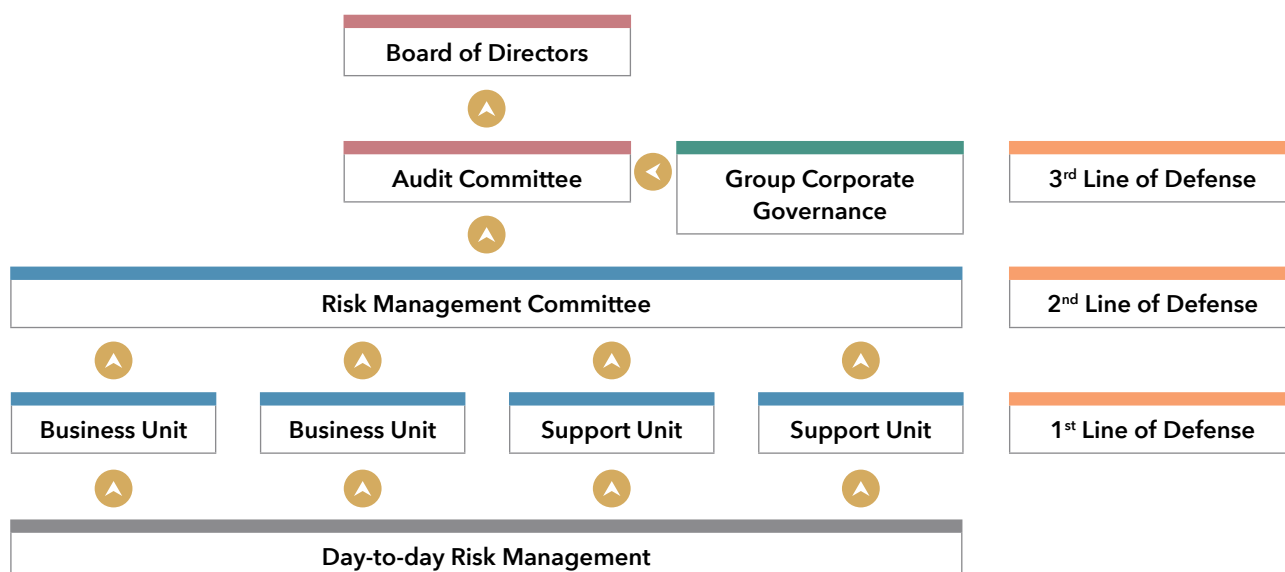 Board of Directors
Audit Committee
Group Corporate
Governance
3rd Line of Defense
Risk Management Committee
2nd Line of Defense
Business Unit
Business Unit
Support Unit
Support Unit
1st Line of Defense
Day-to-day Risk Management